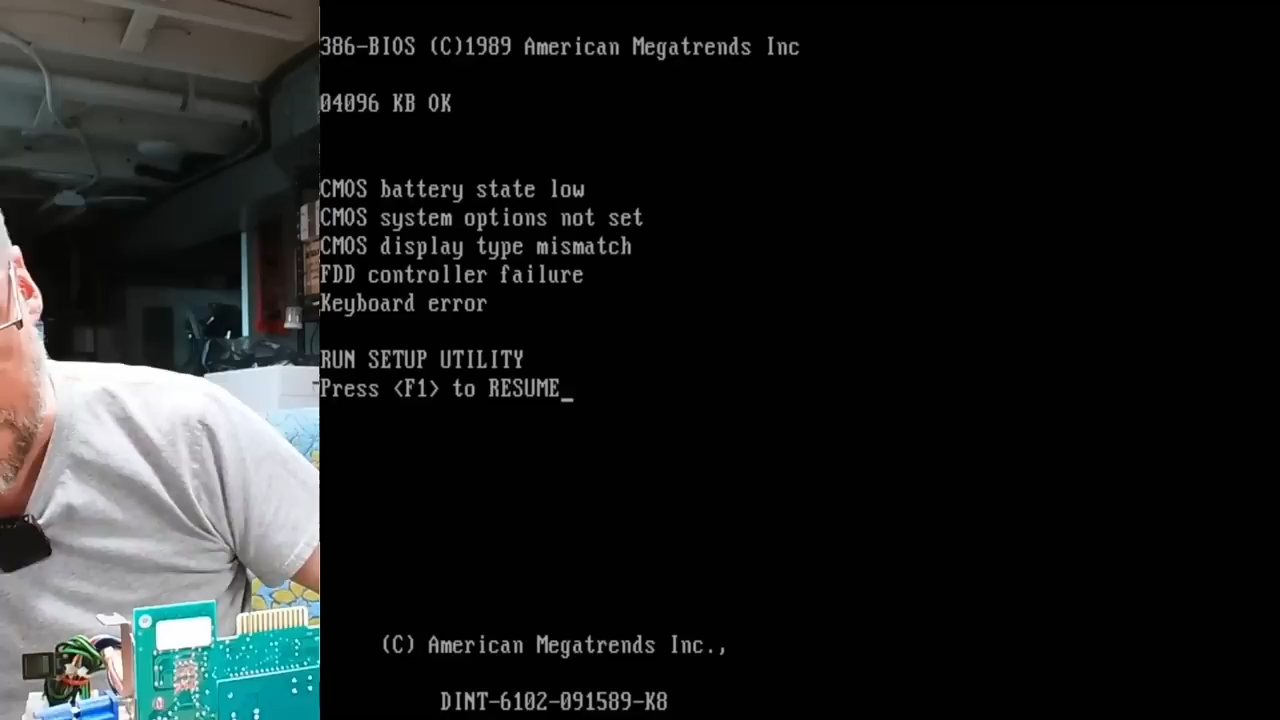 386-BIOS (C)1989 American Megatrends Inc
04096 KB OK
CMOS battery state low
CMOS system options not set
CMOS display type mismatch
FDD controller failure
Keyboard error
RUN SETUP UTILITY
Press <F1> to RESUME_
(C) American Megatrends Inc.,
DINT-6102-091589-K8